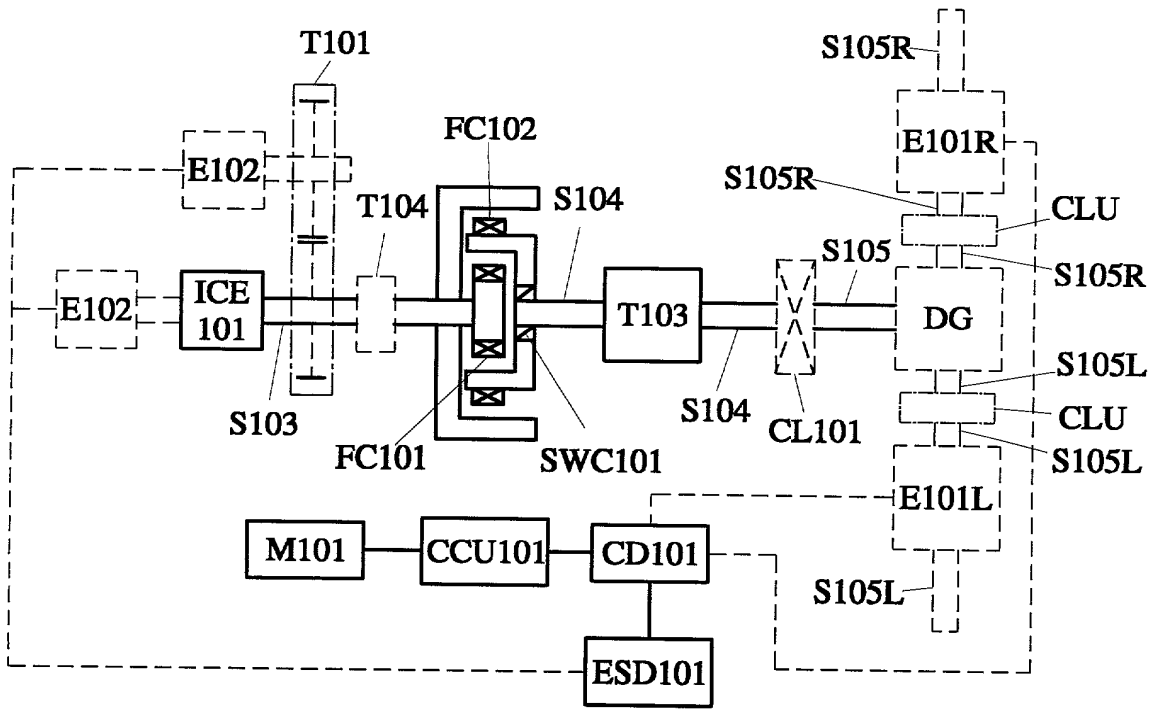 S105R
T101
FC102
E102
E101R
S105R
T104
S104
CLU
S105
S105R
E102
ICE
101
T103
DG
S105L
S103
S104
CL101
CLU
FC101
SWC101
S105L
E101L
M101
CCU101
CD101
S105L
ESD101